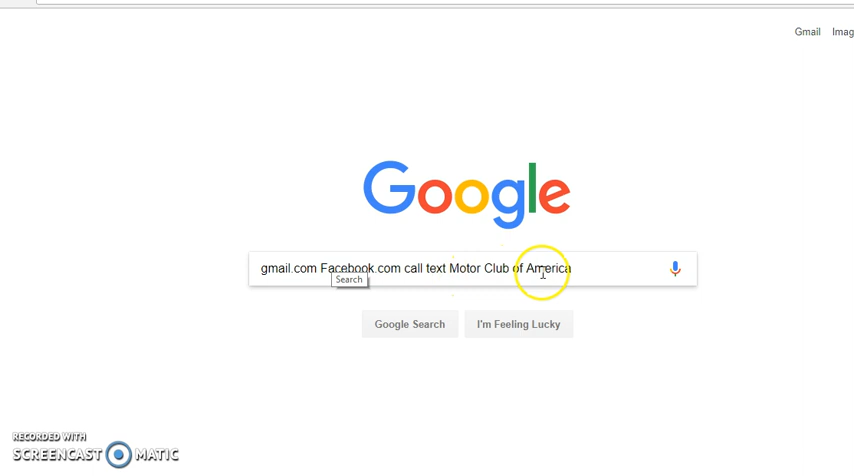 Gmail Imag
Google
gmail.com Facebook.com call text Motor Club of America
Search
Google Search I'm Feeling Lucky
RECORDED WITH
SCREENCAST MATIC